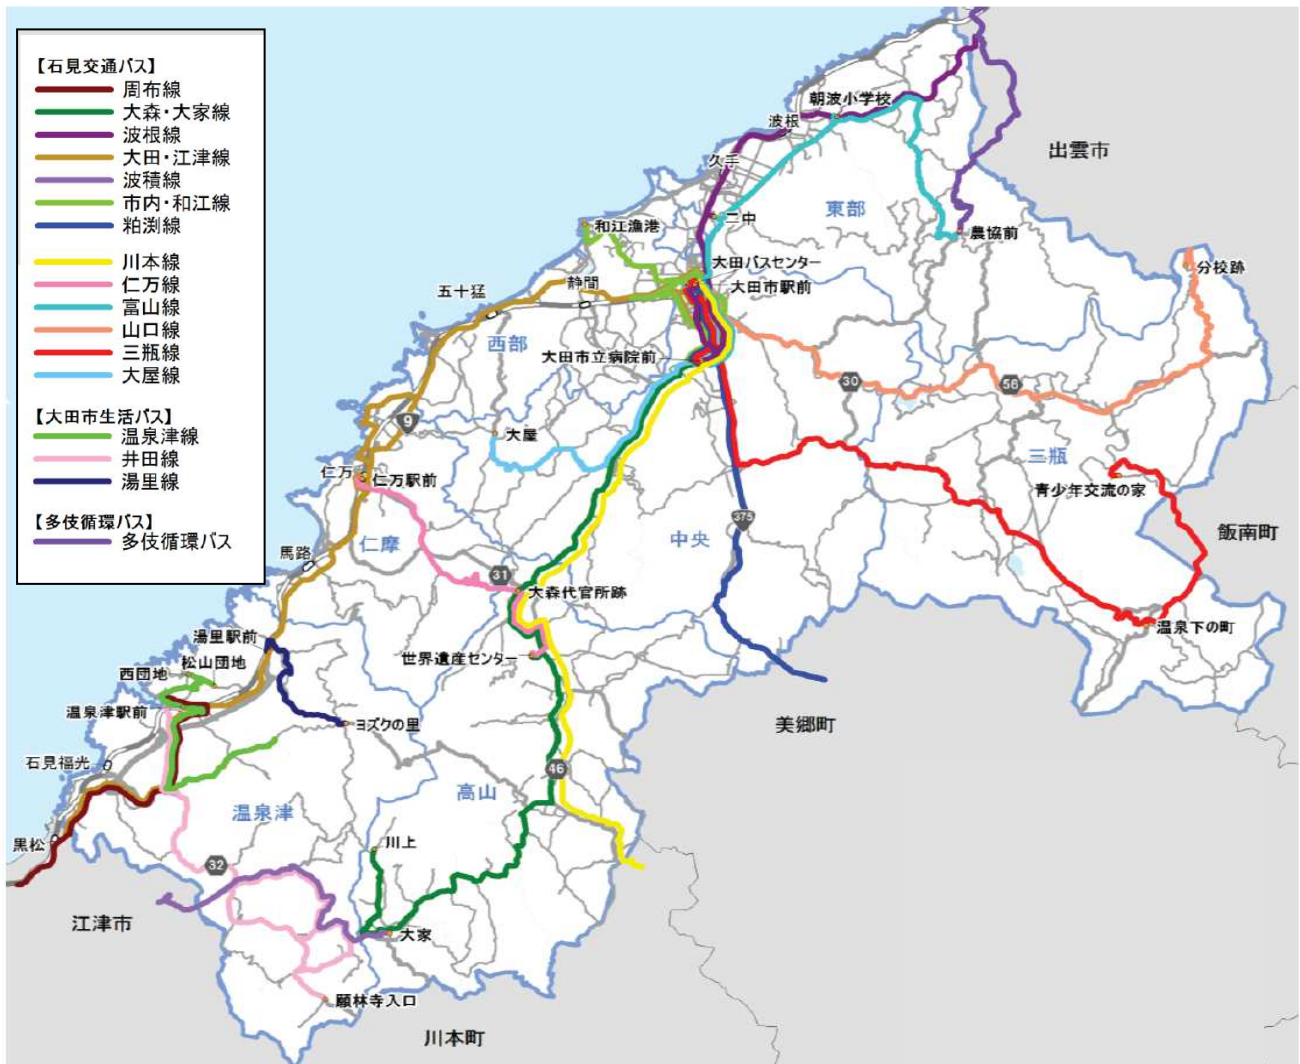 【石見交通バス】
周布線
大森・大家線
波根線
大田・江津線
波積線
市内・和江線
粕渕線
川本線
仁万線
富山線
山口線
三瓶線
大屋線
【大田市生活バス】
温泉津線
井田線
湯里線
【多伎循環バス】
多伎循環バス
朝波小学校
波根
出雲市
久手
二中
東部
農協前
和江漁港
大田バスセンター
分校跡
静間
大田市駅前
五十猛
西部
大田市立病院前
30
56
9
大屋
三瓶
仁万
仁万駅前
青少年交流の家
375
中央
飯南町
仁摩
馬路
31
大森代官所跡
湯里駅前
温泉下の町
世界遺産センター
松山団地
西団地
温泉津駅前
ヨズクの里
美郷町
石見福光
46
高山
温泉津
黒松
川上
32
江津市
大家
願林寺入口
川本町